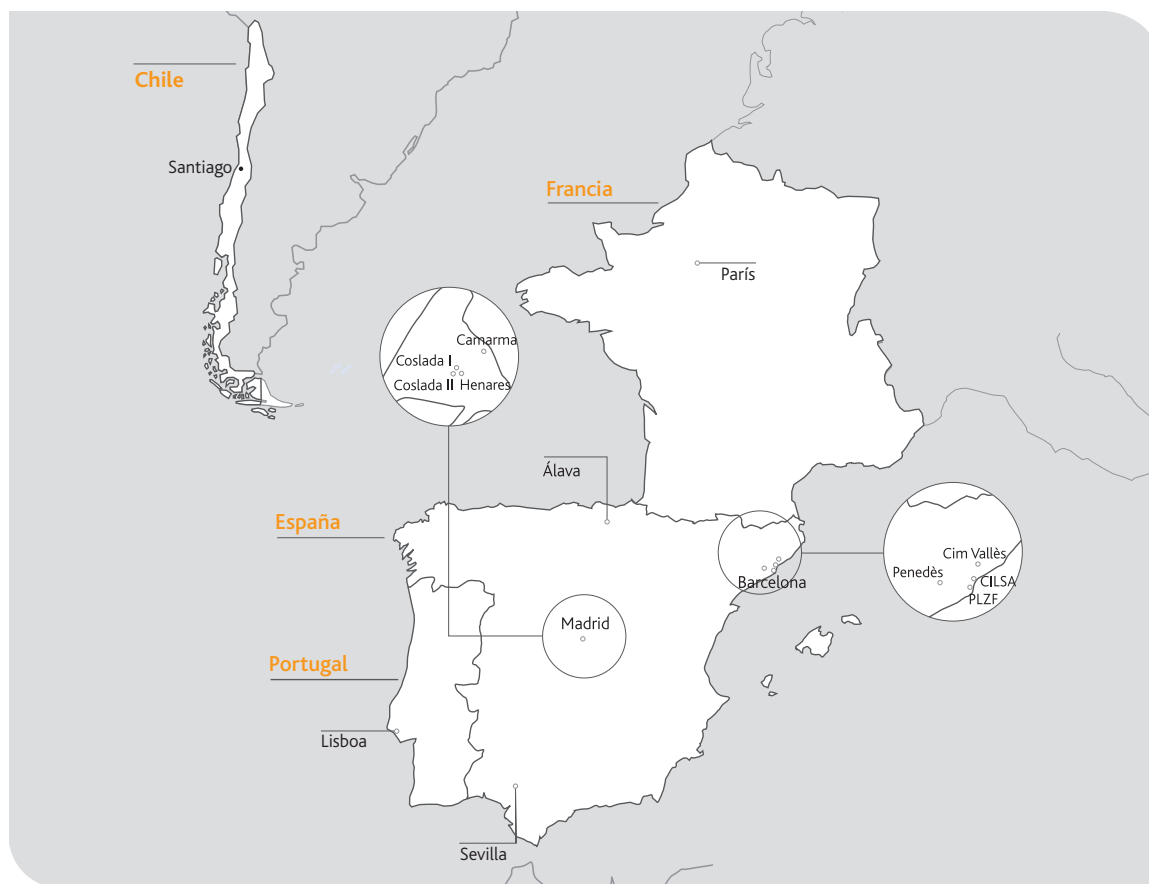 Chile
Santiago
Francia
París
Camarma
Coslada I
Coslada II Henares
Álava
España
Cim Vallès
Penedès
CILSA
PLZF
Barcelona
Madrid
Portugal
Lisboa
Sevilla